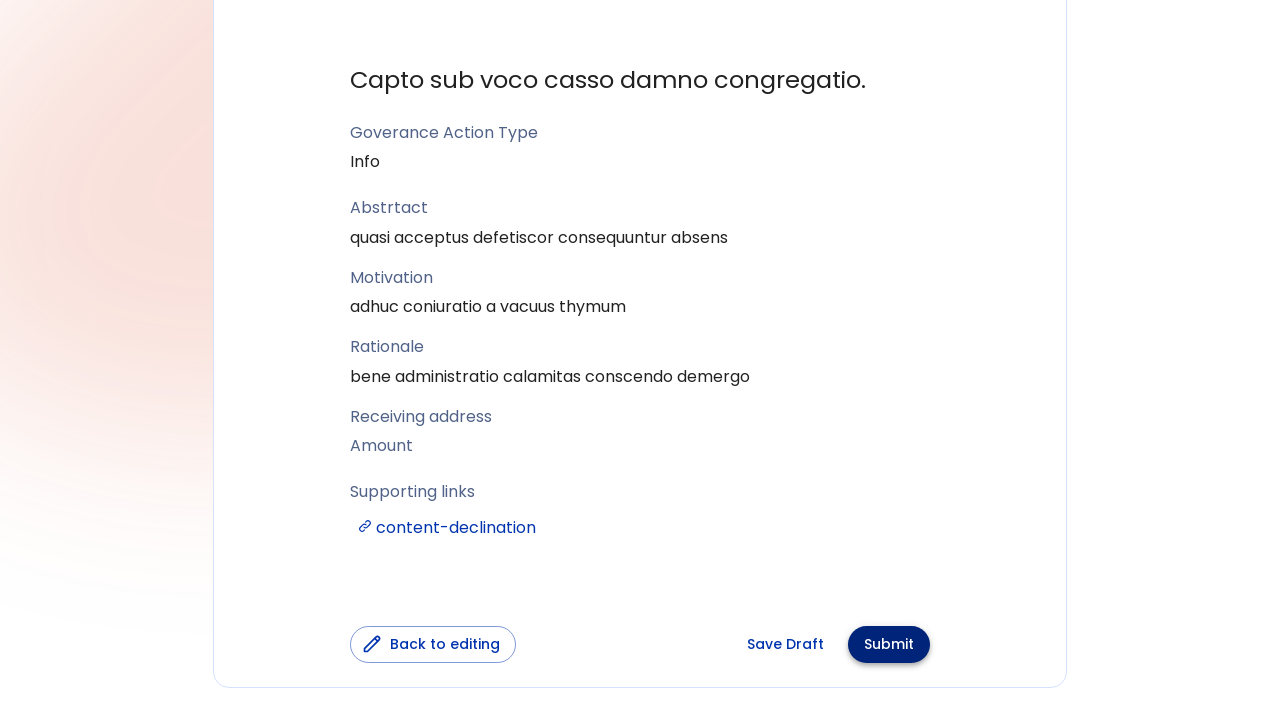 Capto sub voco casso damno congregatio.
Goverance Action Type
Info
Abstrtact
quasi acceptus defetiscor consequuntur absens
Motivation
adhuc coniuratio a vacuus thymum
Rationale
bene administratio calamitas conscendo demergo
Receiving address
Amount
Supporting links
content-declination
Back to editing
Save Draft
Submit